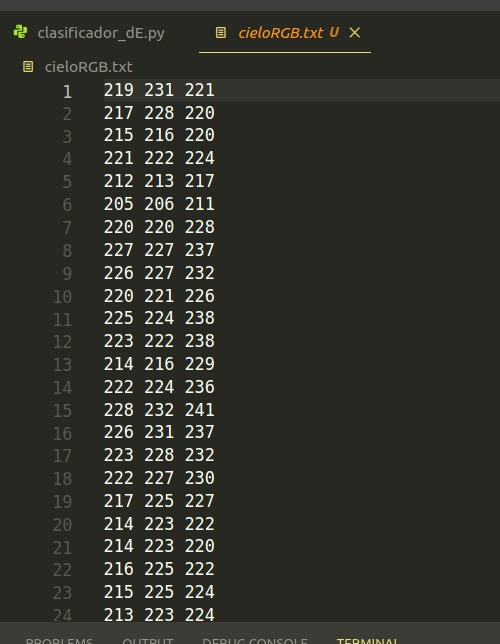 clasificador_dE.py cieloRGB.txt U
cieloRGB.txt
1 219 231 221
2 217 228 220
3 215 216 220
4 221 222 224
5 212 213 217
6 205 206 211
7 220 220 228
8 227 227 237
9 226 227 232
10 220 221 226
11 225 224 238
12 223 222 238
13 214 216 229
14 222 224 236
15 228 232 241
16 226 231 237
17 223 228 232
18 222 227 230
19 217 225 227
20 214 223 222
21 214 223 220
22 216 225 222
23 215 225 224
24 213 223 224
PROBLEMS OUTPUT DEBUG CONSOLE TERMINAL